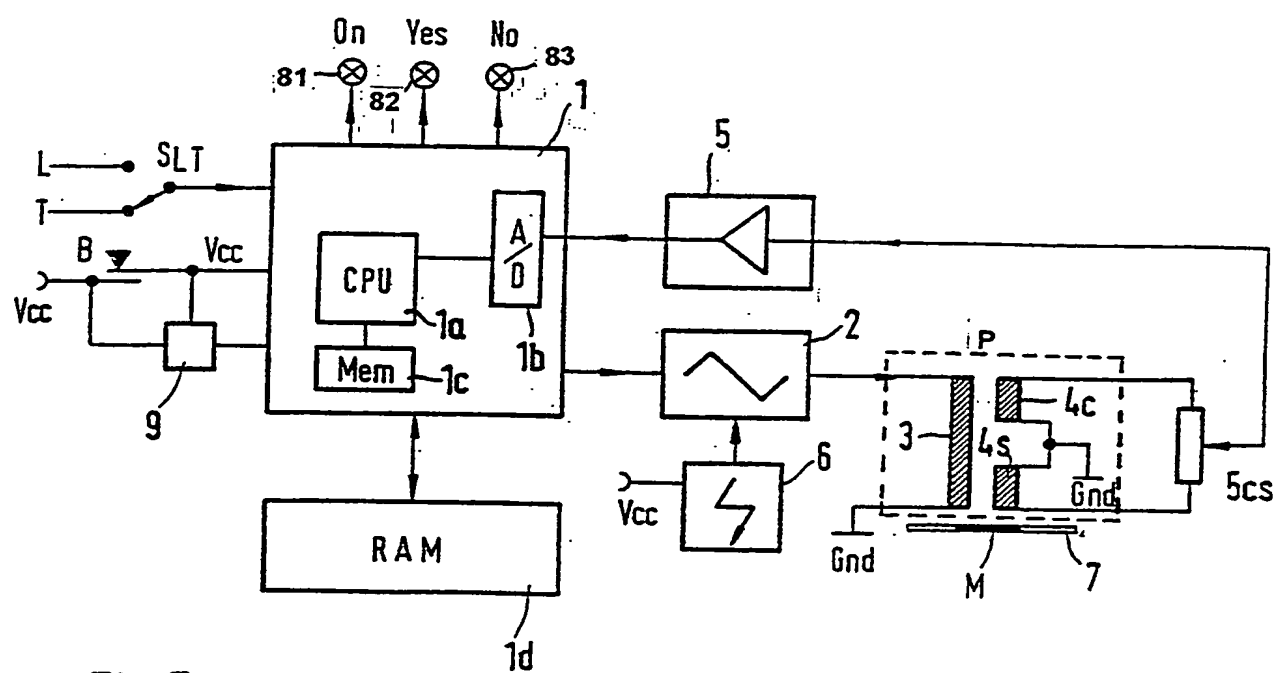 On Yes No
81 82 83
1
5
L
SLT
T
A
D
B
Vcc
Vcc
CPU
1a
1b
2
P
Mem
1c
9
3
4c
4s
6
Vcc
Gnd
5cs
Gnd
RAM
M
7
1d